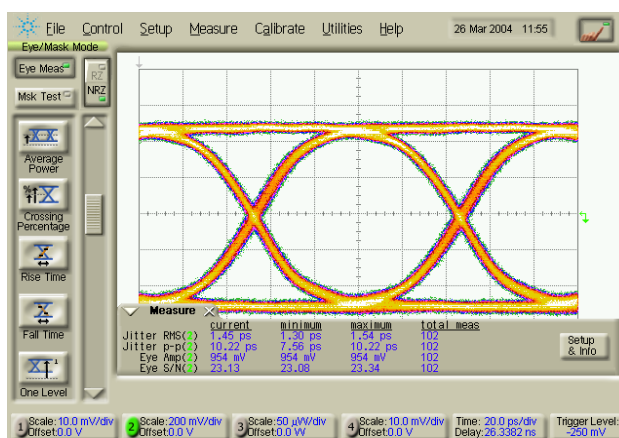 File Control Setup Measure Calibrate Utilities Help 26 Mar 2004 11:55
Eye/Mask Mode
Eye Meas
RZ
NRZ
Msk Test
Average
Power
Crossing
Percentage
Rise Time
Fall Time
One Level
Measure
current minimum maximum total meas
Jitter RMS(2) 1.45 ps 1.30 ps 1.54 ps 102
Jitter p-p(2) 10.22 ps 7.56 ps 10.22 ps 102
Eye Amp(2) 954 mV 954 mV 954 mV 102
Eye S/N(2) 23.13 23.08 23.34 102
Setup
& Info
1 Scale:10.0 mV/div 2 Scale:200 mV/div 3 Scale:50 µW/div 4 Scale:10.0 mV/div Time: 20.0 ps/div Trigger Level:
Offset:0.0 V Offset:0.0 V Offset:0.0 W Offset:0.0 V Delay:26.3382 ns -250 mV